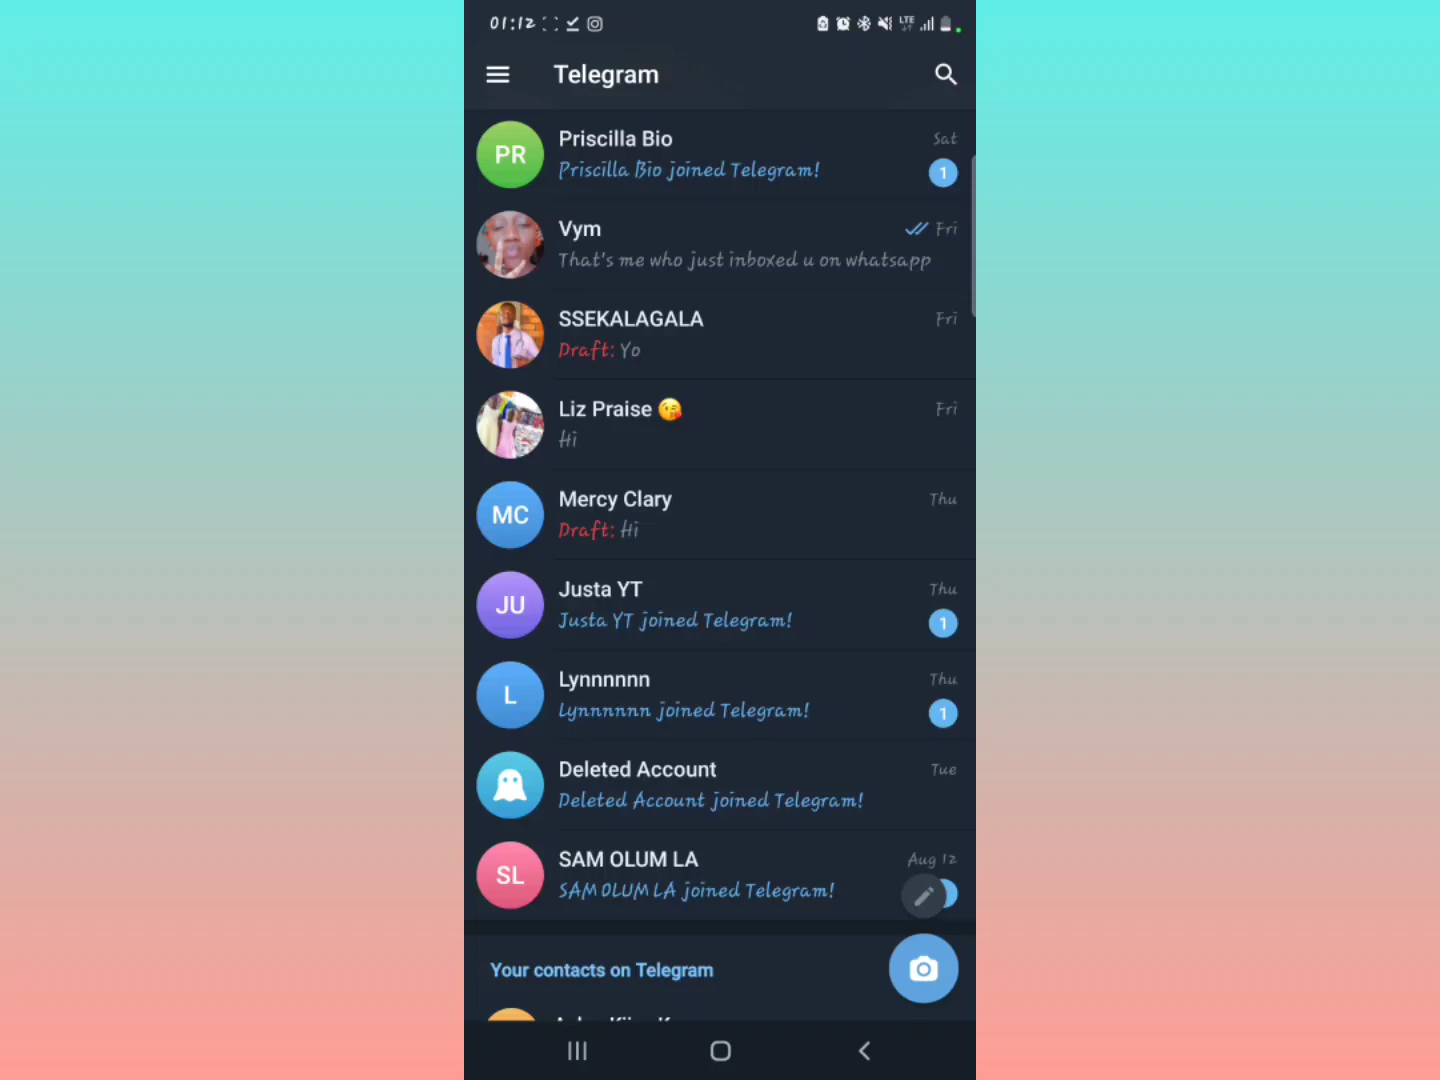 01:12
LTE
Telegram
PR
Priscilla Bio
Sat
Priscilla Bio joined Telegram!
1
Vym
Fri
That's me who just inboxed u on whatsapp
SSEKALAGALA
Fri
Draft: Yo
Liz Praise 😘
Fri
Hi
MC
Mercy Clary
Thu
Draft: Hi
JU
Justa YT
Thu
Justa YT joined Telegram!
1
L
Lynnnnnn
Thu
Lynnnnnn joined Telegram!
1
Deleted Account
Tue
Deleted Account joined Telegram!
SL
SAM OLUM LA
Aug 12
SAM OLUM LA joined Telegram!
Your contacts on Telegram